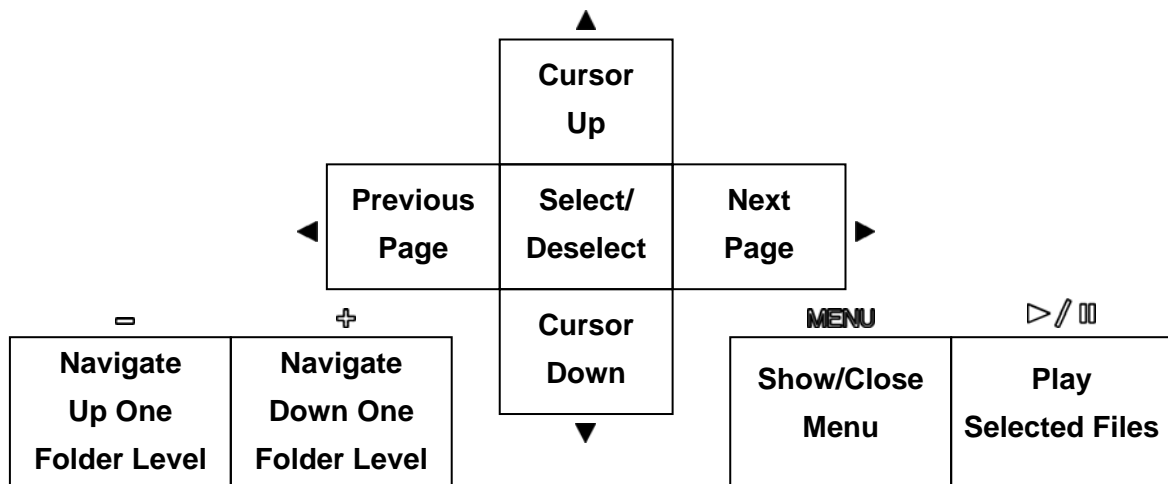 ▲
Cursor
Up
◀
Previous
Page
Select/
Deselect
Next
Page
▶
Cursor
Down
▼
-
Navigate
Up One
Folder Level
+
Navigate
Down One
Folder Level
MENU
Show/Close
Menu
▷/⏸
Play
Selected Files